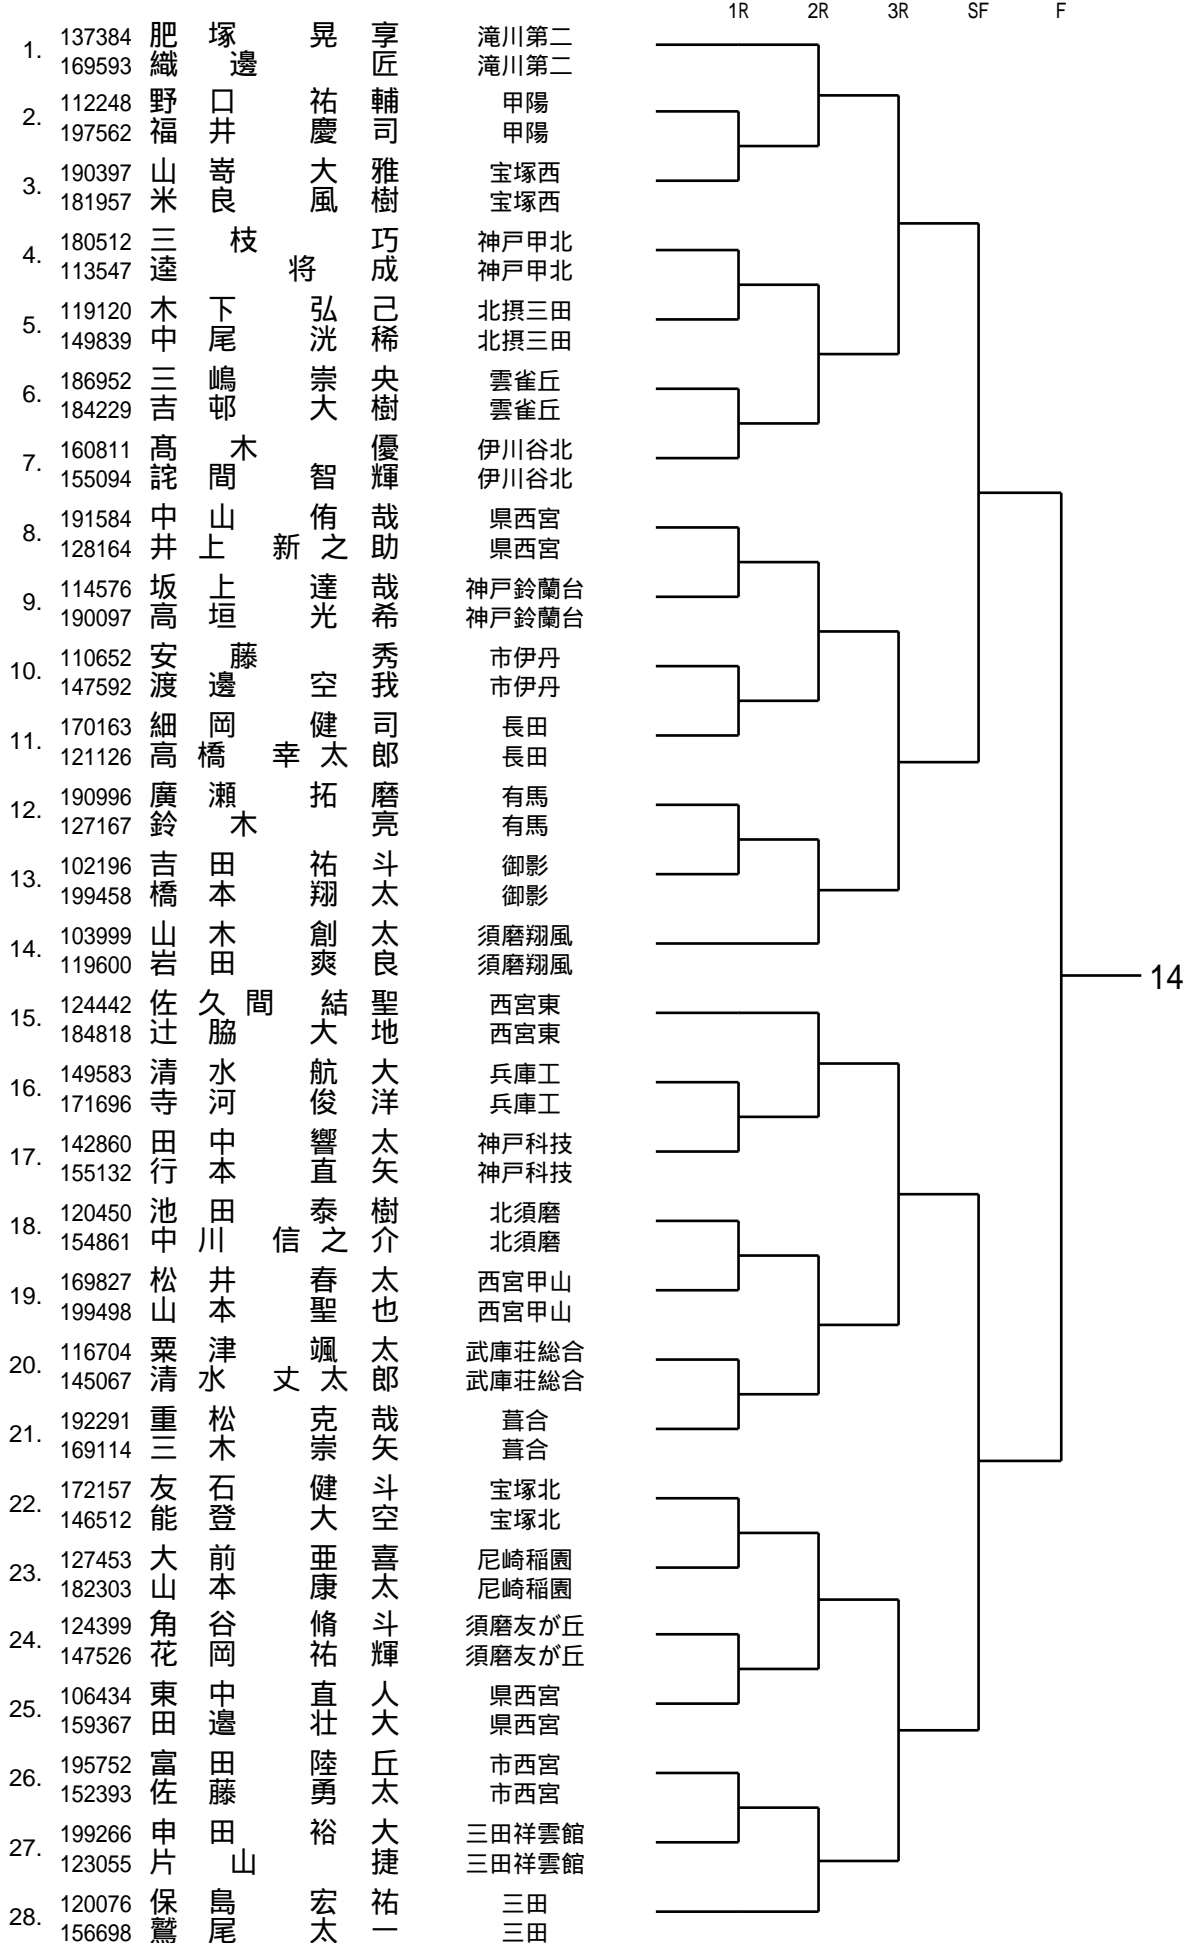 1R 2R 3R SF F
1. 137384 肥塚 晃享 滝川第二
169593 織邊 匠 滝川第二
2. 112248 野口 祐輔 甲陽
197562 福井 慶司 甲陽
3. 190397 山嵜 大雅 宝塚西
181957 米良 風樹 宝塚西
4. 180512 三枝 巧 神戸甲北
113547 逵 将成 神戸甲北
5. 119120 木下 弘己 北摂三田
149839 中尾 洸稀 北摂三田
6. 186952 三嶋 崇央 雲雀丘
184229 吉邨 大樹 雲雀丘
7. 160811 髙木 優 伊川谷北
155094 詫間 智輝 伊川谷北
8. 191584 中山 侑哉 県西宮
128164 井上 新之助 県西宮
9. 114576 坂上 達哉 神戸鈴蘭台
190097 高垣 光希 神戸鈴蘭台
10. 110652 安藤 秀 市伊丹
147592 渡邊 空我 市伊丹
11. 170163 細岡 健司 長田
121126 高橋 幸太郎 長田
12. 190996 廣瀬 拓磨 有馬
127167 鈴木 亮 有馬
13. 102196 吉田 祐斗 御影
199458 橋本 翔太 御影
14. 103999 山木 創太 須磨翔風
119600 岩田 爽良 須磨翔風
14
15. 124442 佐久間 結聖 西宮東
184818 辻脇 大地 西宮東
16. 149583 清水 航大 兵庫工
171696 寺河 俊洋 兵庫工
17. 142860 田中 響太 神戸科技
155132 行本 直矢 神戸科技
18. 120450 池田 泰樹 北須磨
154861 中川 信之介 北須磨
19. 169827 松井 春太 西宮甲山
199498 山本 聖也 西宮甲山
20. 116704 粟津 颯太 武庫荘総合
145067 清水 丈太郎 武庫荘総合
21. 192291 重松 克哉 葺合
169114 三木 崇矢 葺合
22. 172157 友石 健斗 宝塚北
146512 能登 大空 宝塚北
23. 127453 大前 亜喜 尼崎稲園
182303 山本 康太 尼崎稲園
24. 124399 角谷 脩斗 須磨友が丘
147526 花岡 祐輝 須磨友が丘
25. 106434 東中 直人 県西宮
159367 田邉 壮大 県西宮
26. 195752 富田 陸丘 市西宮
152393 佐藤 勇太 市西宮
27. 199266 申田 裕大 三田祥雲館
123055 片山 捷 三田祥雲館
28. 120076 保島 宏祐 三田
156698 鷲尾 太一 三田